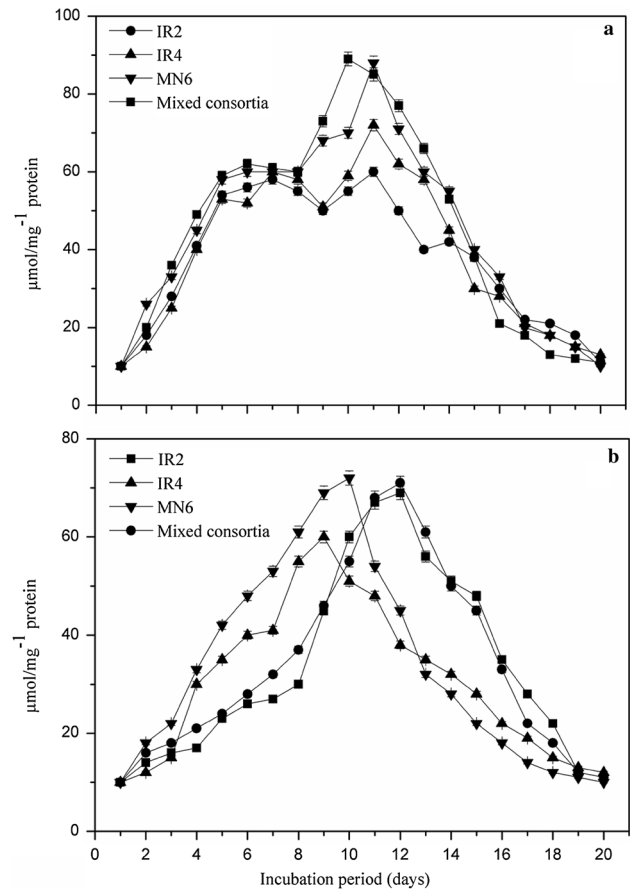 a
100
80
60
40
20
0
IR2
IR4
MN6
Mixed consortia
µmol/mg⁻¹ protein
b
80
60
40
20
0
IR2
IR4
MN6
Mixed consortia
µmol/mg⁻¹ protein
0 2 4 6 8 10 12 14 16 18 20
Incubation period (days)